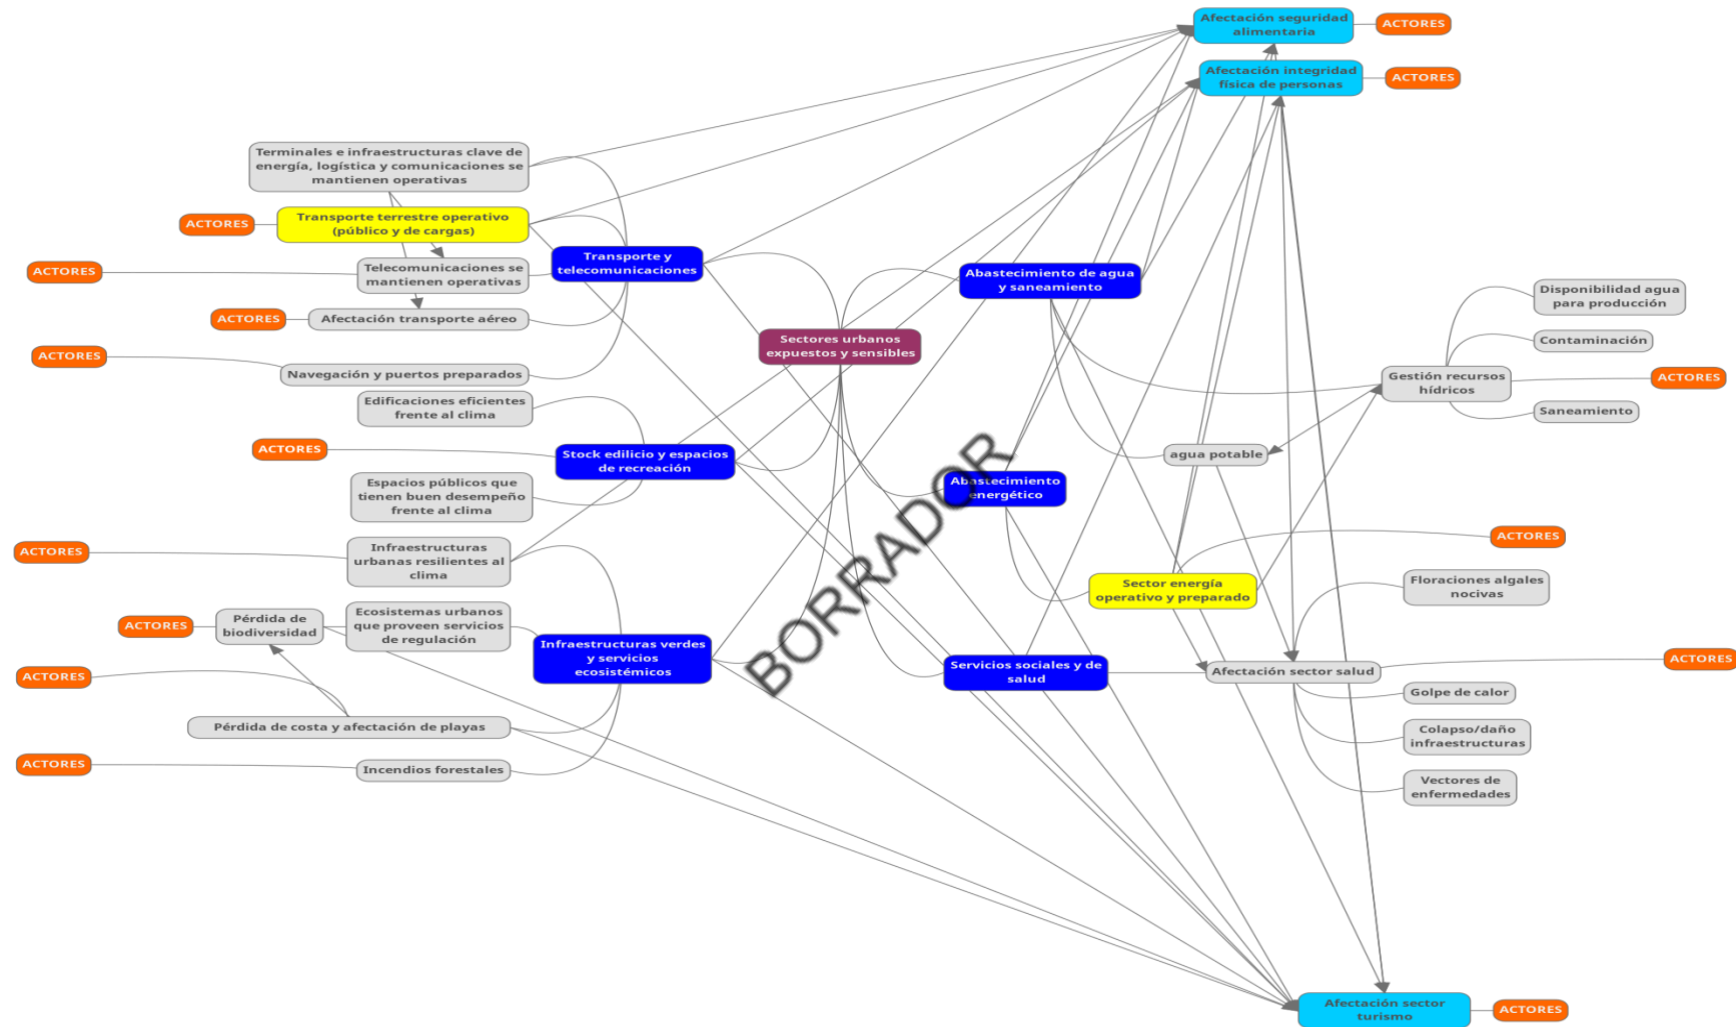 Afectación seguridad
alimentaria
ACTORES
Afectación integridad
física de personas
ACTORES
Terminales e infraestructuras clave de
energía, logística y comunicaciones se
mantienen operativas
ACTORES
Transporte terrestre operativo
(público y de cargas)
Transporte y
telecomunicaciones
ACTORES
Telecomunicaciones se
mantienen operativas
ACTORES
Afectación transporte aéreo
ACTORES
Navegación y puertos preparados
Sectores urbanos
expuestos y sensibles
Abastecimiento de agua
y saneamiento
Disponibilidad agua
para producción
Contaminación
Gestión recursos
hídricos
ACTORES
Saneamiento
agua potable
Edificaciones eficientes
frente al clima
ACTORES
Stock edilicio y espacios
de recreación
Espacios públicos que
tienen buen desempeño
frente al clima
Abastecimiento
energético
ACTORES
Sector energía
operativo y preparado
ACTORES
Infraestructuras
urbanas resilientes al
clima
ACTORES
Pérdida de
biodiversidad
Ecosistemas urbanos
que proveen servicios
de regulación
Infraestructuras verdes
y servicios
ecosistémicos
ACTORES
Pérdida de costa y afectación de playas
ACTORES
Incendios forestales
BORRADOR
Servicios sociales y de
salud
Floraciones algales
nocivas
Afectación sector salud
ACTORES
Golpe de calor
Colapso/daño
infraestructuras
Vectores de
enfermedades
Afectación sector
turismo
ACTORES